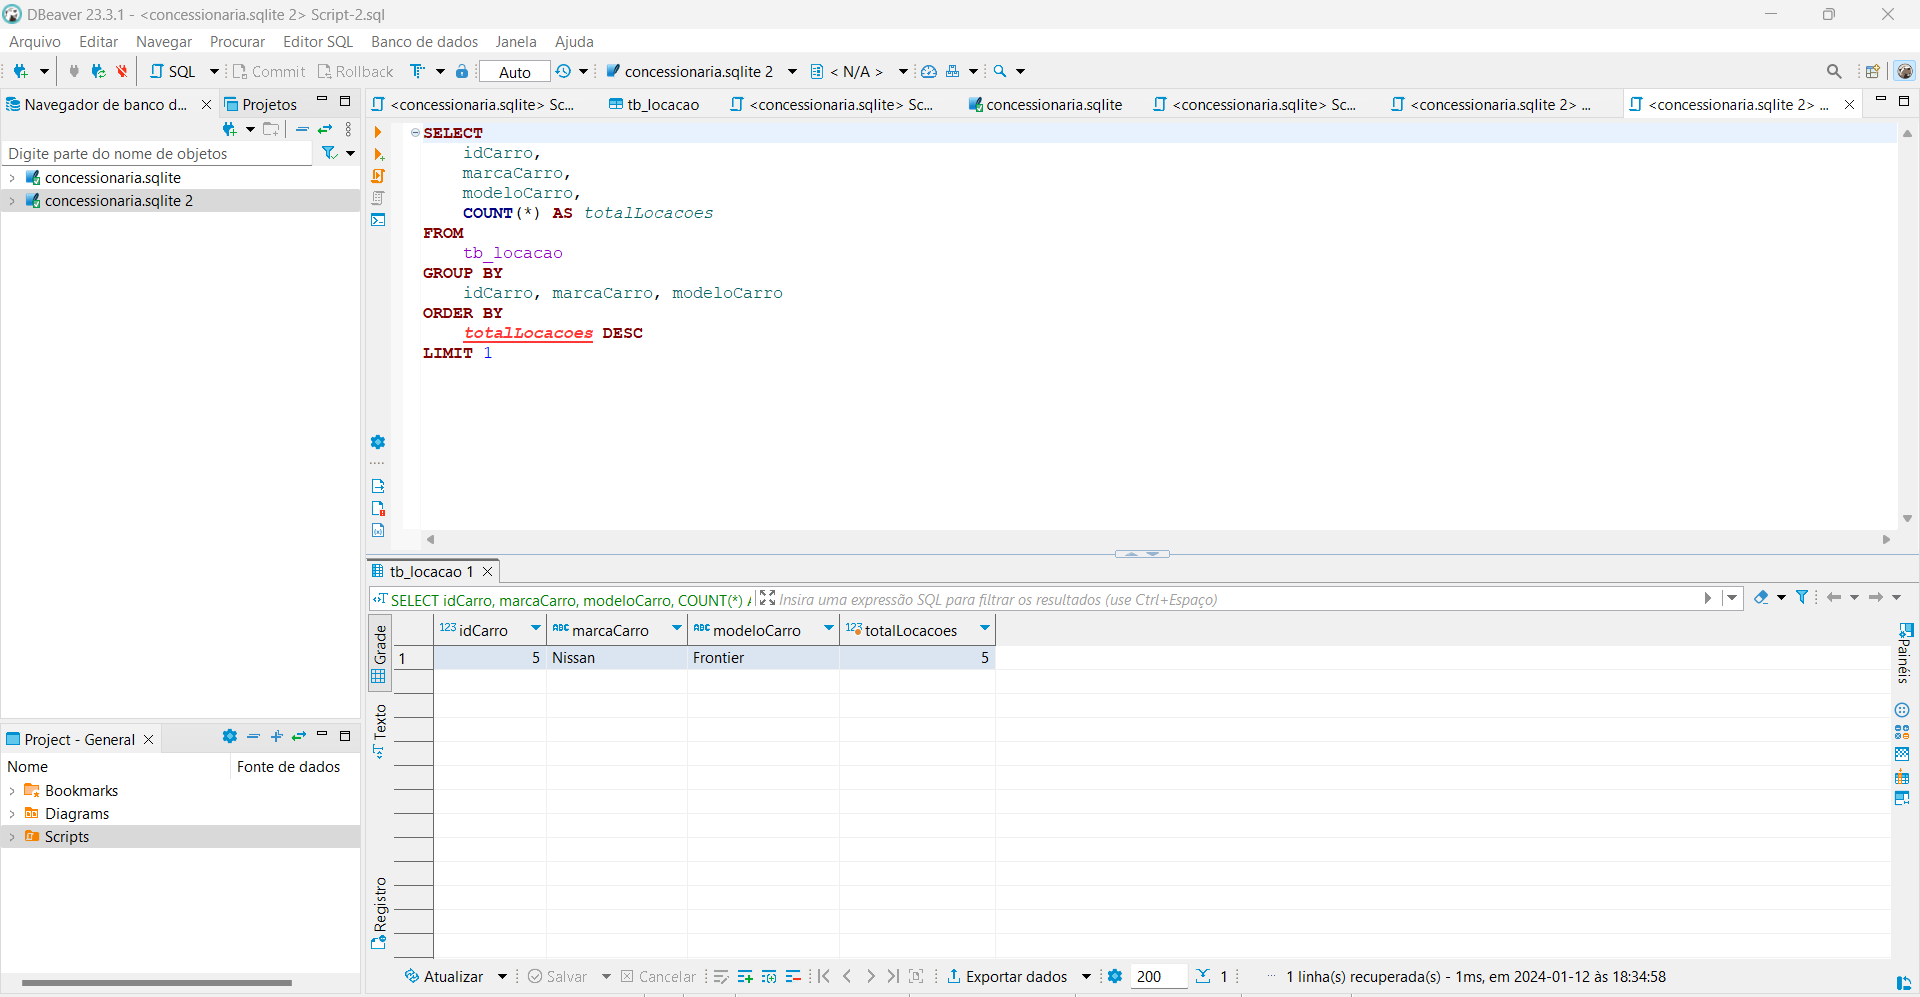 DBeaver 23.3.1 - <concessionaria.sqlite 2> Script-2.sql
Arquivo Editar Navegar Procurar Editor SQL Banco de dados Janela Ajuda
SQL Commit Rollback Auto concessionaria.sqlite 2 < N/A >
Navegador de banco d... Projetos
<concessionaria.sqlite> Sc... tb_locacao <concessionaria.sqlite> Sc... concessionaria.sqlite <concessionaria.sqlite> Sc... <concessionaria.sqlite 2> ... <concessionaria.sqlite 2> ...
Digite parte do nome de objetos
concessionaria.sqlite
concessionaria.sqlite 2
SELECT
idCarro,
marcaCarro,
modeloCarro,
COUNT(*) AS totalLocacoes
FROM
tb_locacao
GROUP BY
idCarro, marcaCarro, modeloCarro
ORDER BY
totalLocacoes DESC
LIMIT 1
tb_locacao 1
SELECT idCarro, marcaCarro, modeloCarro, COUNT(*) A
Insira uma expressão SQL para filtrar os resultados (use Ctrl+Espaço)
Grade
Texto
Registro
123 idCarro ABC marcaCarro ABC modeloCarro 123 totalLocacoes
1 5 Nissan Frontier 5
Painéis
Project - General
Nome Fonte de dados
Bookmarks
Diagrams
Scripts
Atualizar Salvar Cancelar Exportar dados 200 1 ... 1 linha(s) recuperada(s) - 1ms, em 2024-01-12 às 18:34:58